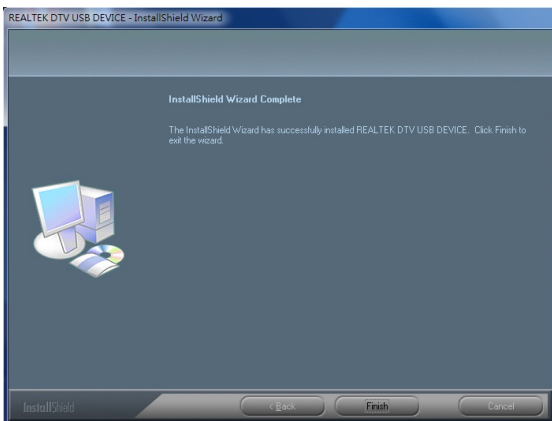 REALTEK DTV USB DEVICE - InstallShield Wizard
InstallShield Wizard Complete
The InstallShield Wizard has successfully installed REALTEK DTV USB DEVICE. Click Finish to
exit the wizard.
InstallShield
< Back
Finish
Cancel